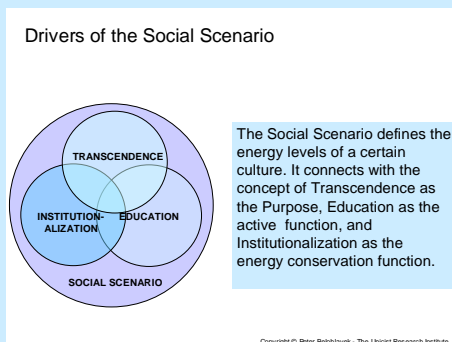 Drivers of the Social Scenario
TRANSCENDENCE
INSTITUTION-
ALIZATION
EDUCATION
SOCIAL SCENARIO
The Social Scenario defines the
energy levels of a certain
culture. It connects with the
concept of Transcendence as
the Purpose, Education as the
active function, and
Institutionalization as the
energy conservation function.
Copyright © Peter Belohlavek - The Unicist Research Institute